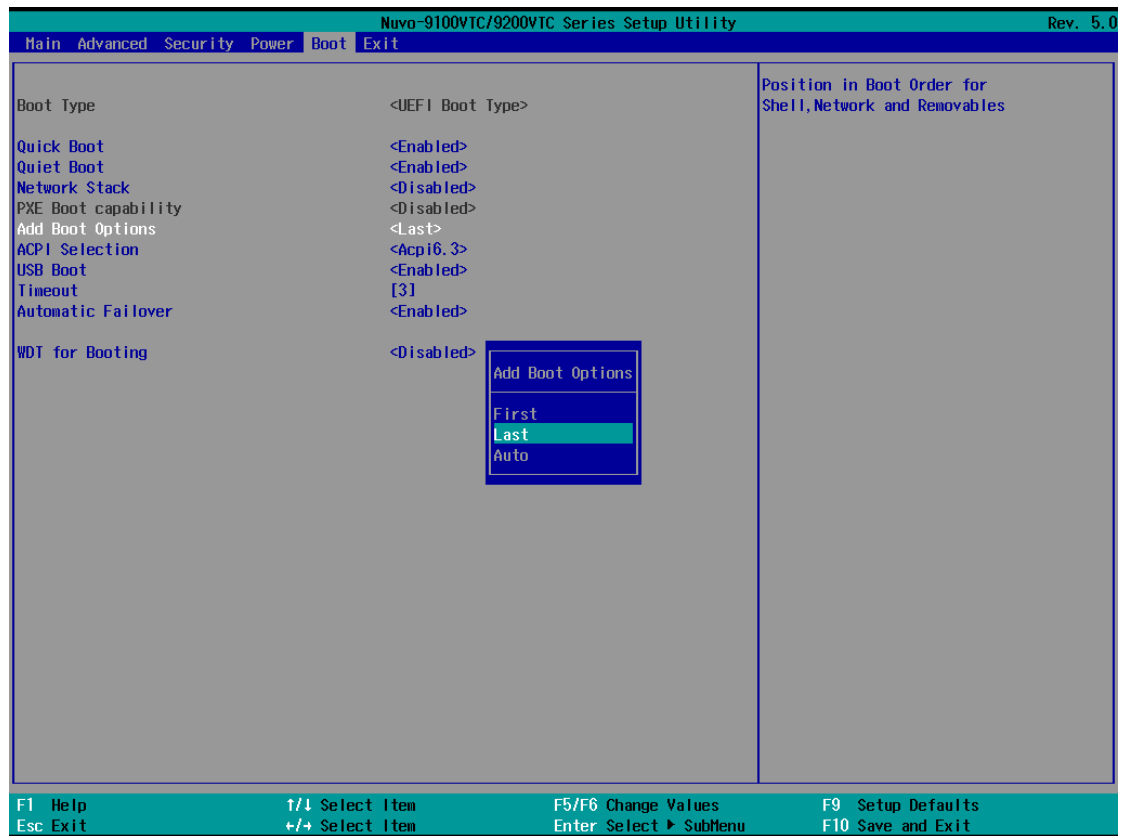 Nuvo-9100VTC/9200VTC Series Setup Utility Rev. 5.0
Main Advanced Security Power Boot Exit
Position in Boot Order for
Shell,Network and Removables
Boot Type <UEFI Boot Type>
Quick Boot <Enabled>
Quiet Boot <Enabled>
Network Stack <Disabled>
PXE Boot capability <Disabled>
Add Boot Options <Last>
ACPI Selection <Acpi6.3>
USB Boot <Enabled>
Timeout [3]
Automatic Failover <Enabled>
WDT for Booting <Disabled>
Add Boot Options
First
Last
Auto
F1 Help ↑/↓ Select Item F5/F6 Change Values F9 Setup Defaults
Esc Exit ←/→ Select Item Enter Select ▶ SubMenu F10 Save and Exit